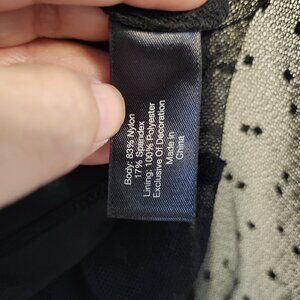 Body: 83% Nylon
17% Spandex
Lining: 100% Polyester
Exclusive Of Decoration
Made in
China